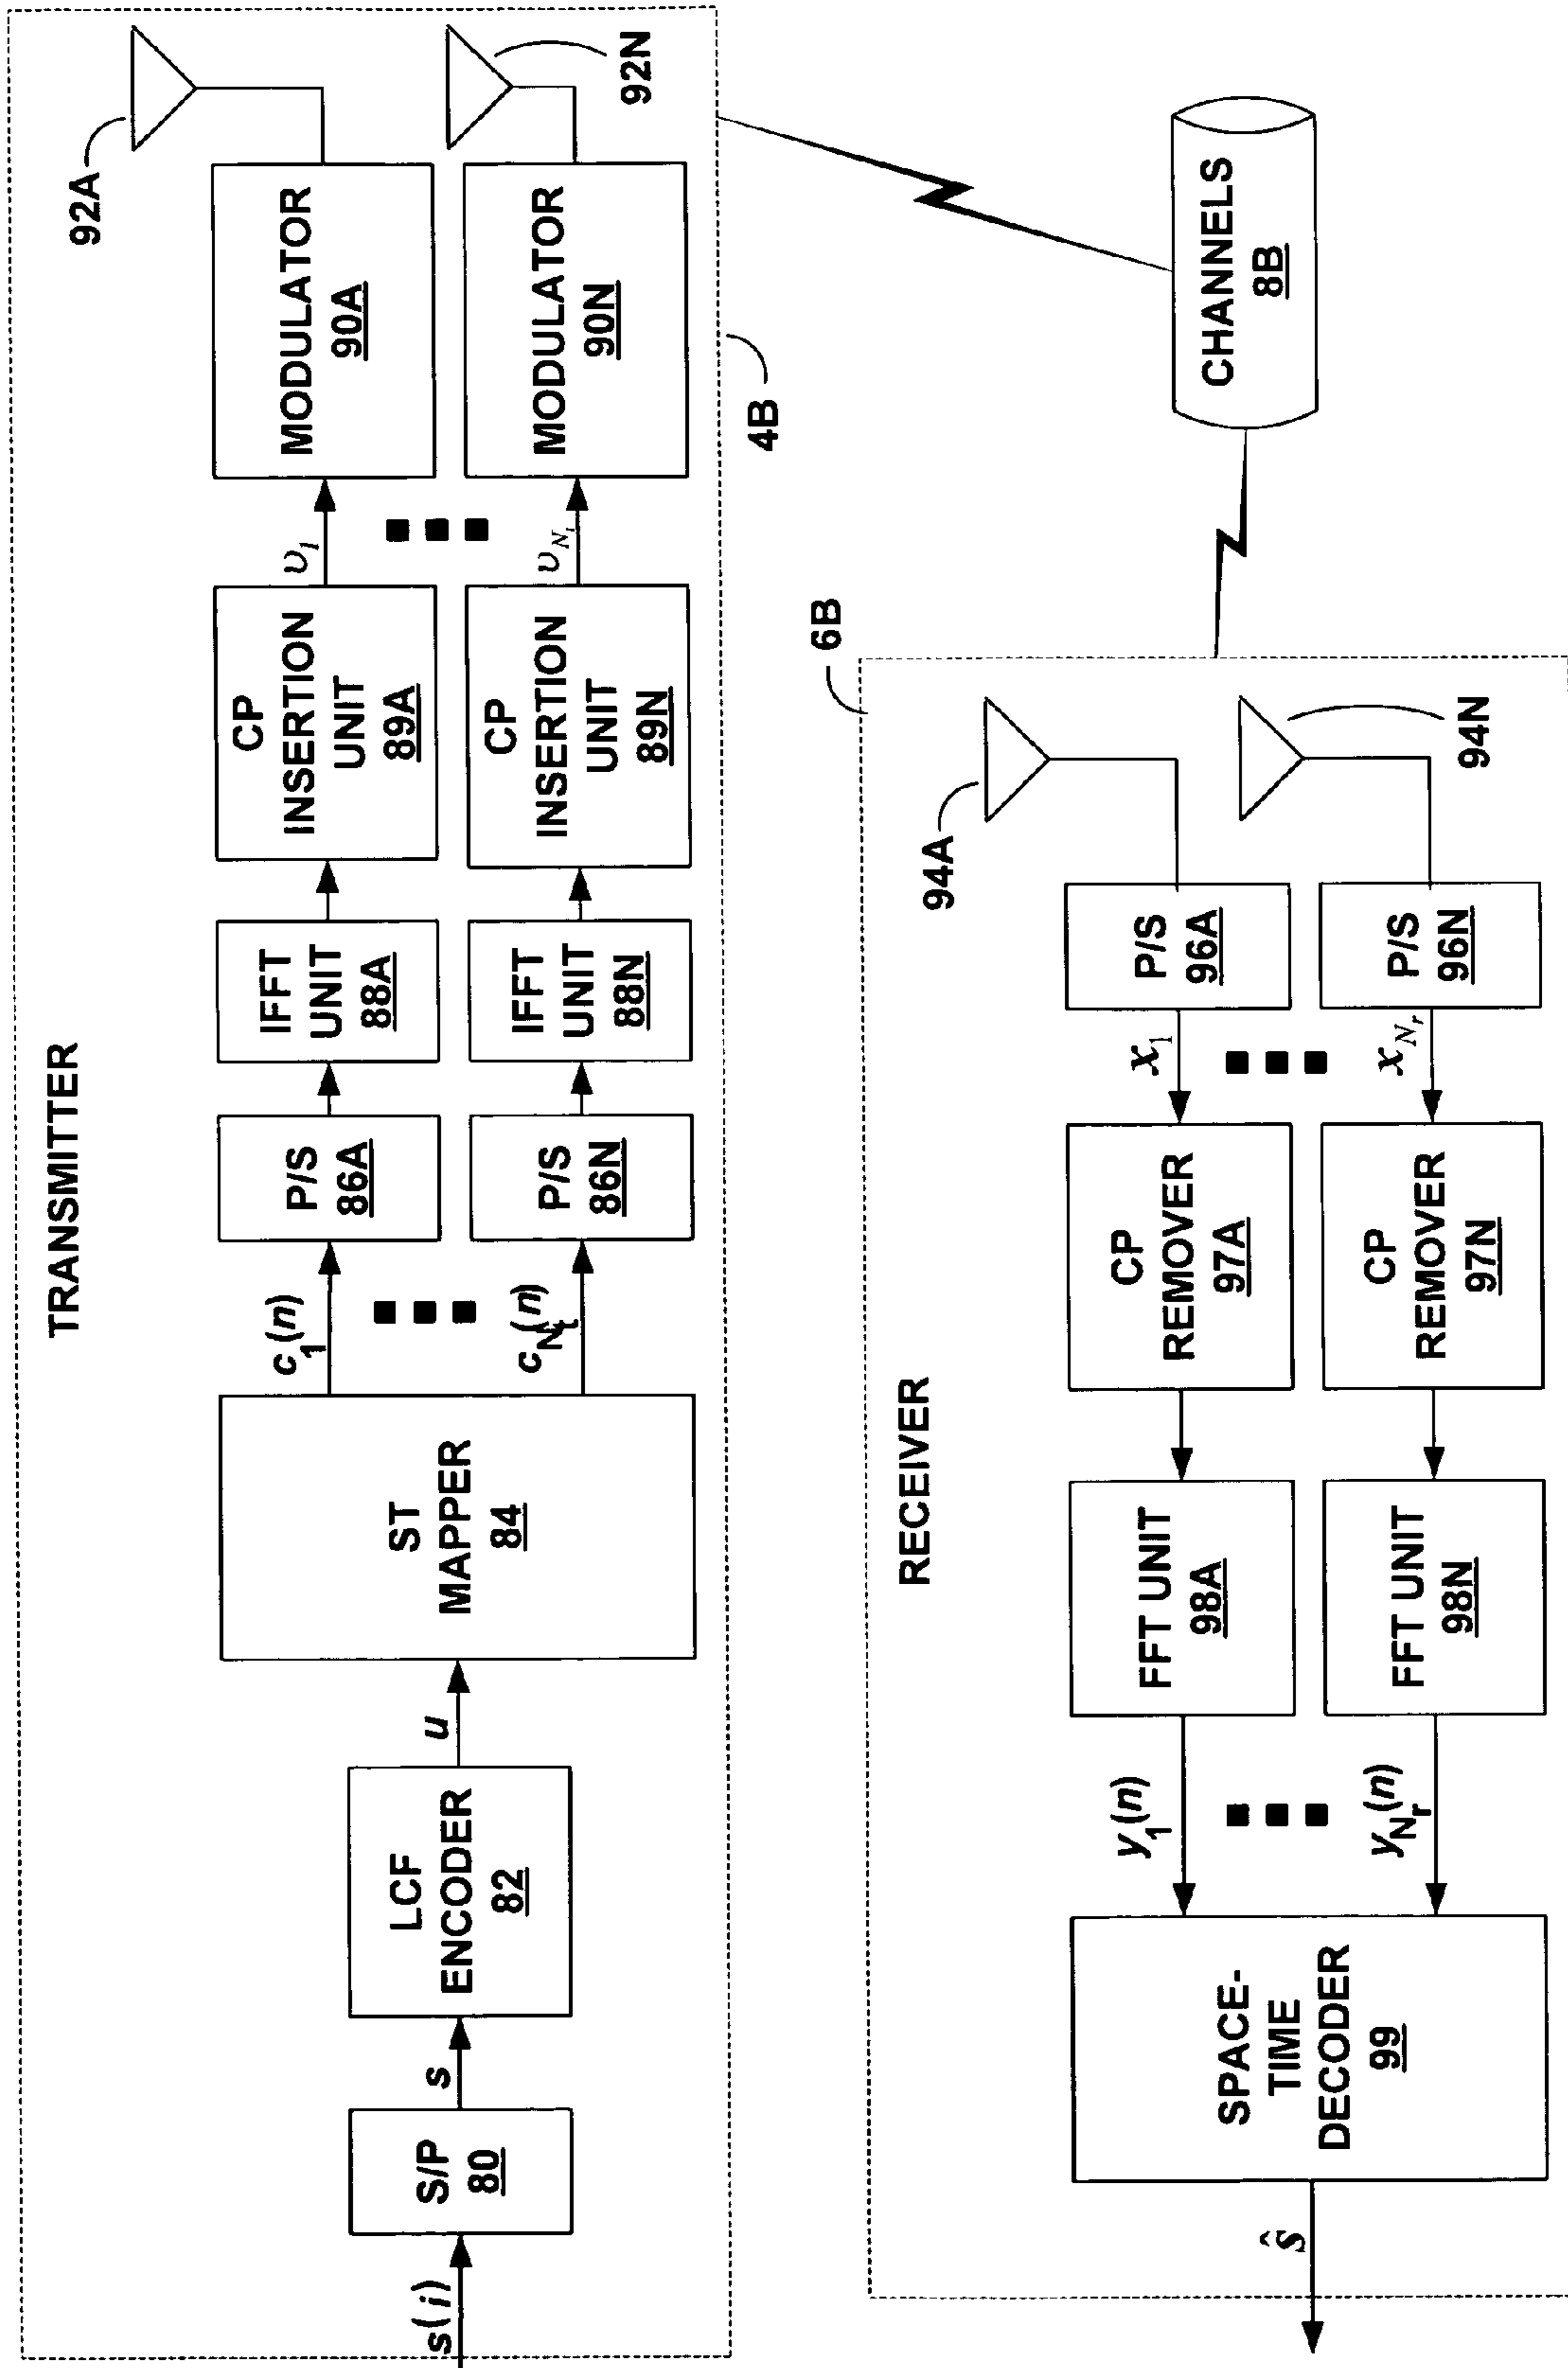 TRANSMITTER
s(i)
S/P
80
s
LCF
ENCODER
82
u
ST
MAPPER
84
c1(n)
cNt(n)
P/S
86A
P/S
86N
IFFT
UNIT
88A
IFFT
UNIT
88N
CP
INSERTION
UNIT
89A
CP
INSERTION
UNIT
89N
υ1
υNt
MODULATOR
90A
MODULATOR
90N
92A
92N
4B
CHANNELS
8B
6B
RECEIVER
94A
94N
P/S
96A
P/S
96N
x1
xNr
CP
REMOVER
97A
CP
REMOVER
97N
FFT UNIT
98A
FFT UNIT
98N
y1(n)
yNr(n)
SPACE-
TIME
DECODER
99
ŝ